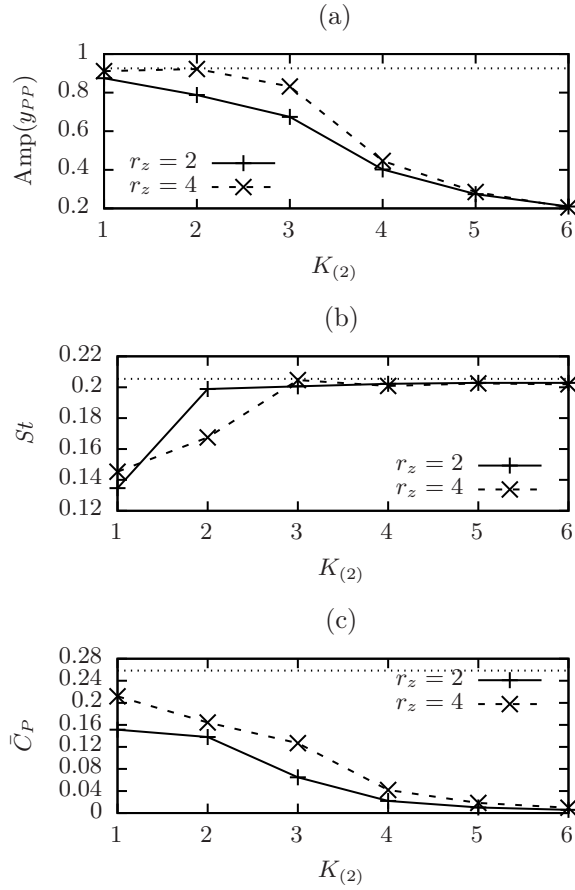 (a)
1
0.8
0.6
0.4
0.2
Amp(y_{PP})
r_z = 2
r_z = 4
1 2 3 4 5 6
K_{(2)}
(b)
0.22
0.2
0.18
0.16
0.14
0.12
St
r_z = 2
r_z = 4
1 2 3 4 5 6
K_{(2)}
(c)
0.28
0.24
0.20
0.16
0.12
0.08
0.04
0
C̄_P
r_z = 2
r_z = 4
1 2 3 4 5 6
K_{(2)}